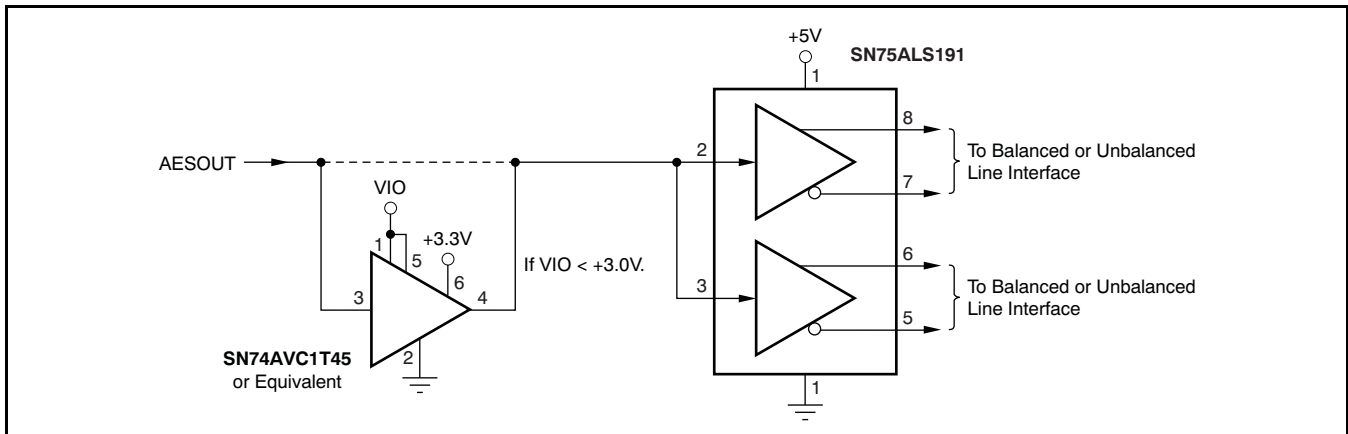 +5V
SN75ALS191
1
8
AESOUT
2
To Balanced or Unbalanced
Line Interface
7
VIO
1
5
+3.3V
6
If VIO < +3.0V.
3
4
SN74AVC1T45
or Equivalent
2
3
6
To Balanced or Unbalanced
Line Interface
5
1